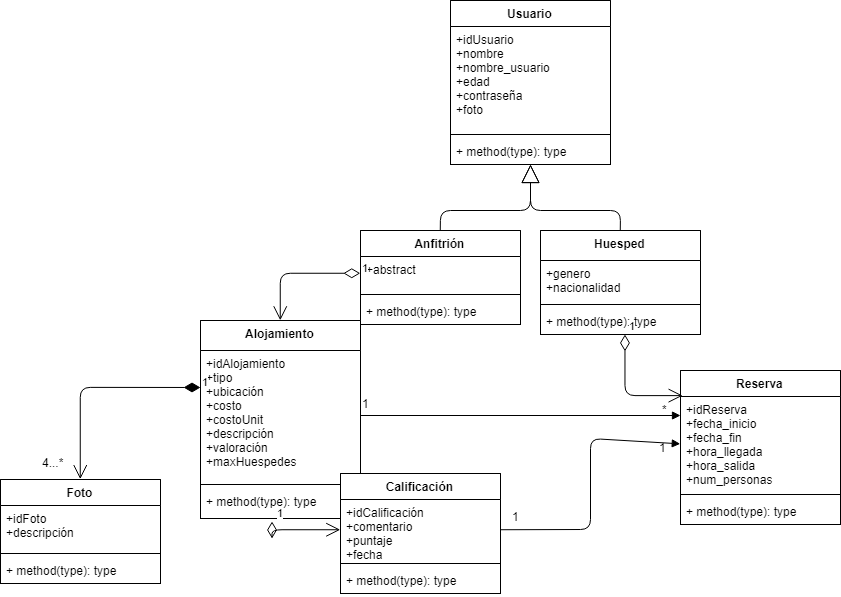 Usuario
+idUsuario
+nombre
+nombre_usuario
+edad
+contraseña
+foto
+ method(type): type
Anfitrión
1
+abstract
+ method(type): type
Huesped
+genero
+nacionalidad
+ method(type): type
1
Alojamiento
+idAlojamiento
1
+tipo
+ubicación
+costo
+costoUnit
+descripción
+valoración
+maxHuespedes
+ method(type): type
1
1
*
Reserva
+idReserva
+fecha_inicio
+fecha_fin
+hora_llegada
+hora_salida
+num_personas
+ method(type): type
1
4...*
Foto
+idFoto
+descripción
+ method(type): type
Calificación
+idCalificación
+comentario
+puntaje
+fecha
+ method(type): type
1